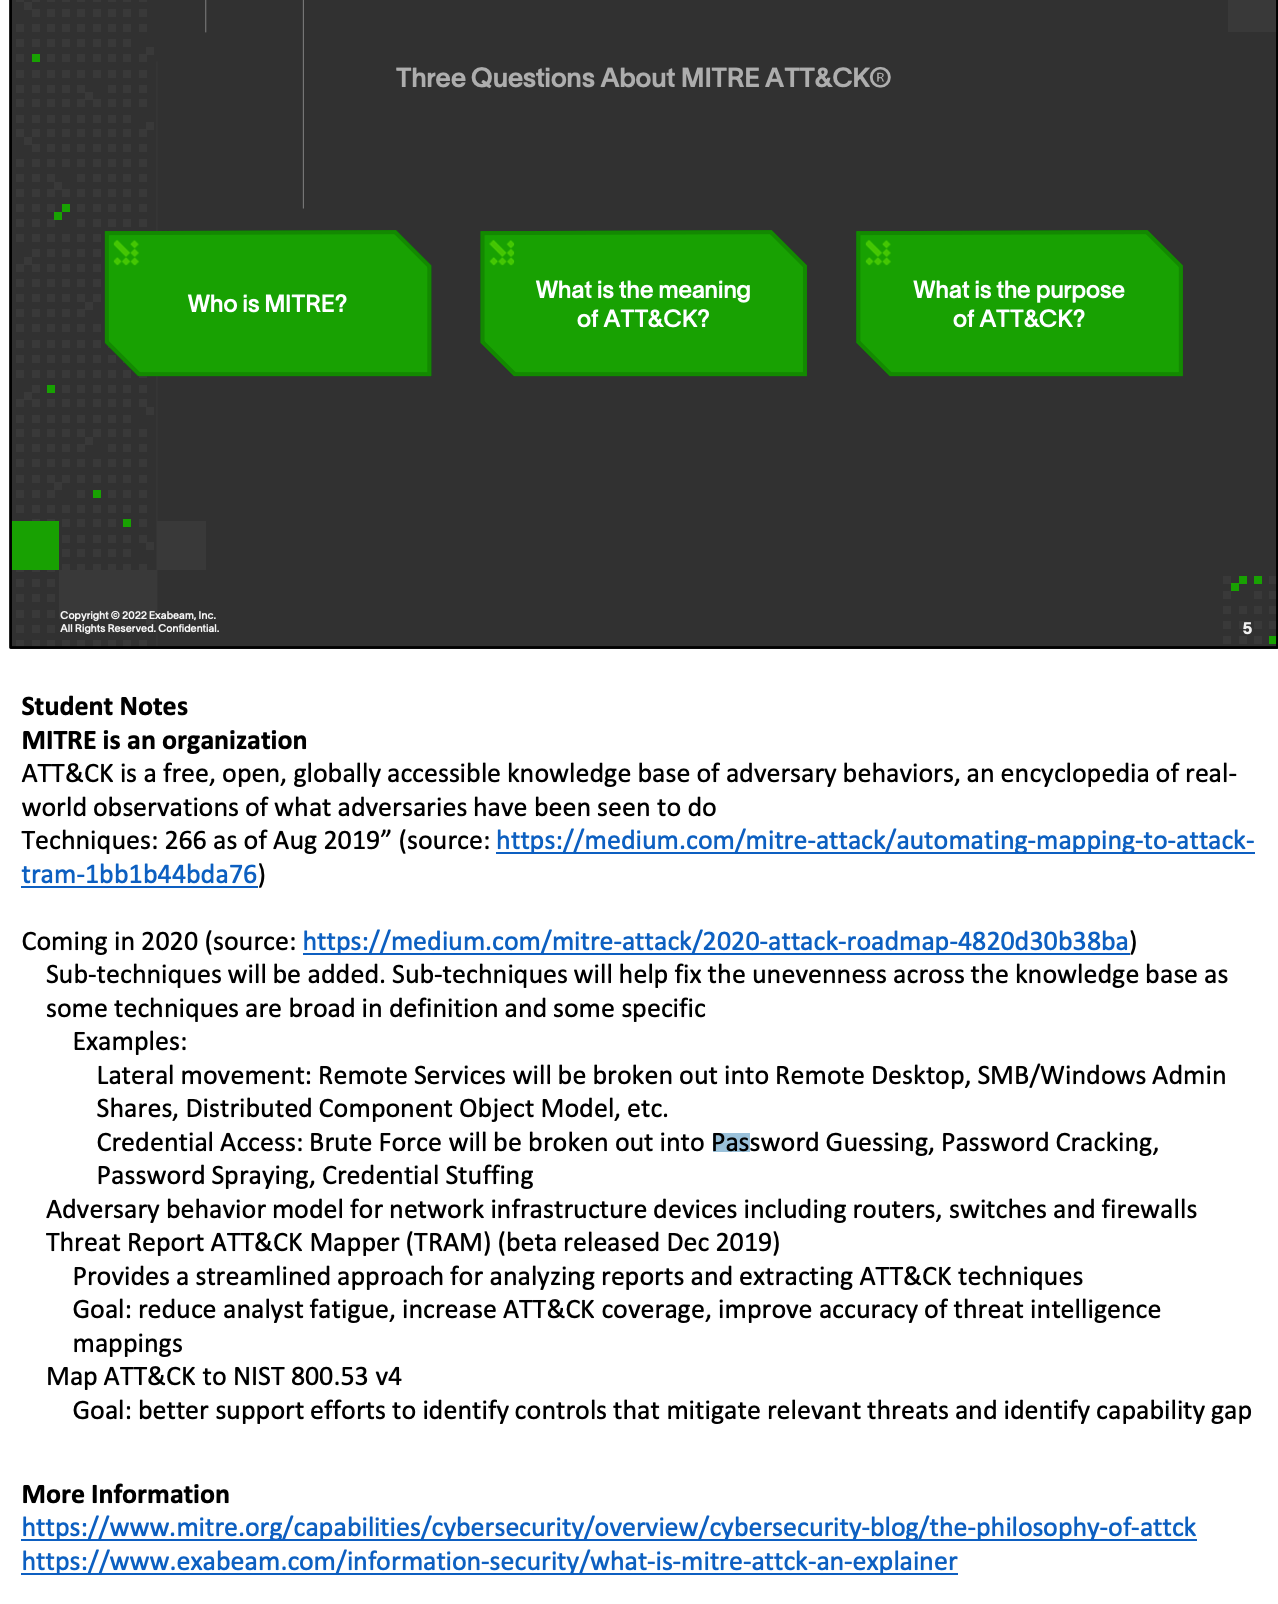 Three Questions About MITRE ATT&CK®
Who is MITRE?
What is the meaning
of ATT&CK?
What is the purpose
of ATT&CK?
Copyright © 2022 Exabeam, Inc.
All Rights Reserved. Confidential.
5
Student Notes
MITRE is an organization
ATT&CK is a free, open, globally accessible knowledge base of adversary behaviors, an encyclopedia of real-
world observations of what adversaries have been seen to do
Techniques: 266 as of Aug 2019” (source: https://medium.com/mitre-attack/automating-mapping-to-attack-
tram-1bb1b44bda76)
Coming in 2020 (source: https://medium.com/mitre-attack/2020-attack-roadmap-4820d30b38ba)
Sub-techniques will be added. Sub-techniques will help fix the unevenness across the knowledge base as
some techniques are broad in definition and some specific
Examples:
Lateral movement: Remote Services will be broken out into Remote Desktop, SMB/Windows Admin
Shares, Distributed Component Object Model, etc.
Credential Access: Brute Force will be broken out into Password Guessing, Password Cracking,
Password Spraying, Credential Stuffing
Adversary behavior model for network infrastructure devices including routers, switches and firewalls
Threat Report ATT&CK Mapper (TRAM) (beta released Dec 2019)
Provides a streamlined approach for analyzing reports and extracting ATT&CK techniques
Goal: reduce analyst fatigue, increase ATT&CK coverage, improve accuracy of threat intelligence
mappings
Map ATT&CK to NIST 800.53 v4
Goal: better support efforts to identify controls that mitigate relevant threats and identify capability gap
More Information
https://www.mitre.org/capabilities/cybersecurity/overview/cybersecurity-blog/the-philosophy-of-attck
https://www.exabeam.com/information-security/what-is-mitre-attck-an-explainer